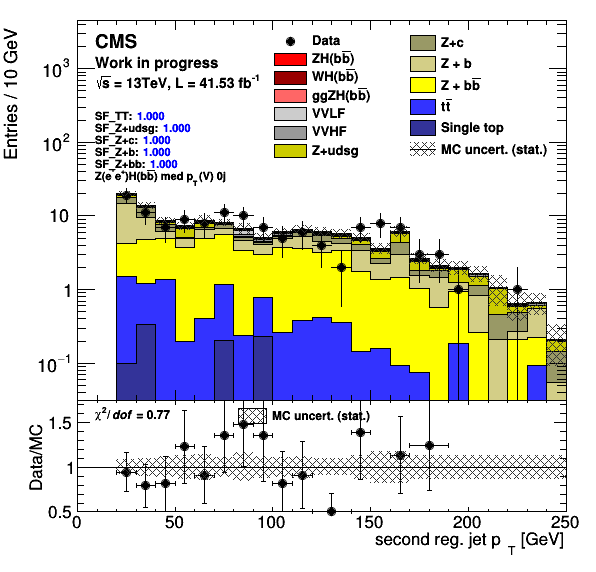 CMS
Work in progress
√s = 13TeV, L = 41.53 fb⁻¹
SF_TT: 1.000
SF_Z+udsg: 1.000
SF_Z+c: 1.000
SF_Z+b: 1.000
SF_Z+bb: 1.000
Z(e⁻e⁺)H(bb̅) med p_T(V) 0j
Data
ZH(bb̅)
WH(bb̅)
ggZH(bb̅)
VVLF
VVHF
Z+udsg
Z+c
Z + b
Z + bb̅
tt̅
Single top
MC uncert. (stat.)
Entries / 10 GeV
10³
10²
10
1
10⁻¹
χ²/dof = 0.77
MC uncert. (stat.)
Data/MC
1.5
1
0.5
0 50 100 150 200 250
second reg. jet p_T [GeV]